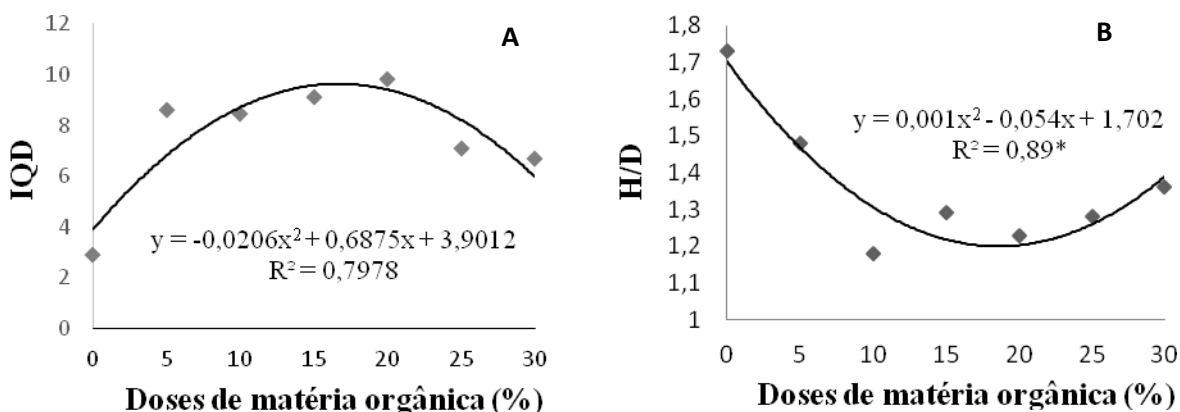 A
IQD
12
10
8
6
4
2
0
y = -0,0206x² + 0,6875x + 3,9012
R² = 0,7978
0 5 10 15 20 25 30
Doses de matéria orgânica (%)
B
H/D
1,8
1,7
1,6
1,5
1,4
1,3
1,2
1,1
1
y = 0,001x² - 0,054x + 1,702
R² = 0,89*
0 5 10 15 20 25 30
Doses de matéria orgânica (%)